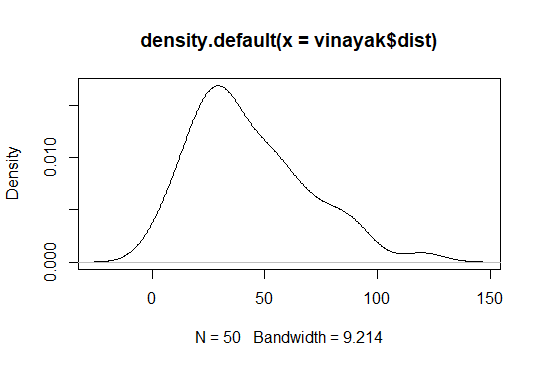 density.default(x = vinayak$dist)
Density
0.000
0.010
0
50
100
150
N = 50   Bandwidth = 9.214